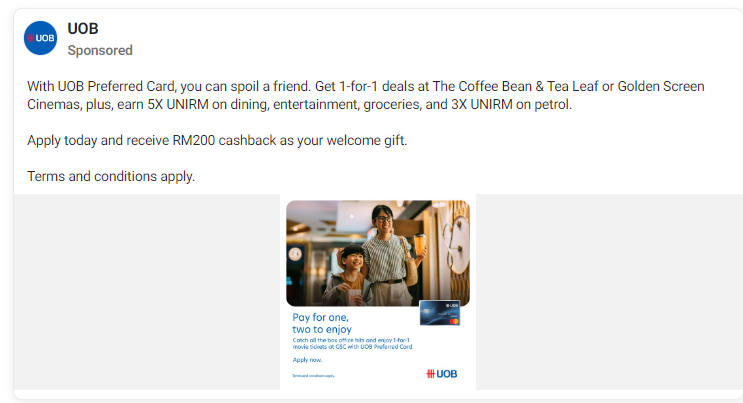 UOB
UOB
Sponsored
With UOB Preferred Card, you can spoil a friend. Get 1-for-1 deals at The Coffee Bean & Tea Leaf or Golden Screen
Cinemas, plus, earn 5X UNIRM on dining, entertainment, groceries, and 3X UNIRM on petrol.
Apply today and receive RM200 cashback as your welcome gift.
Terms and conditions apply.
UOB
Pay for one,
two to enjoy
Catch all the box office hits and enjoy 1-for-1
movie tickets at GSC with UOB Preferred Card.
Apply now.
Terms and conditions apply.
UOB